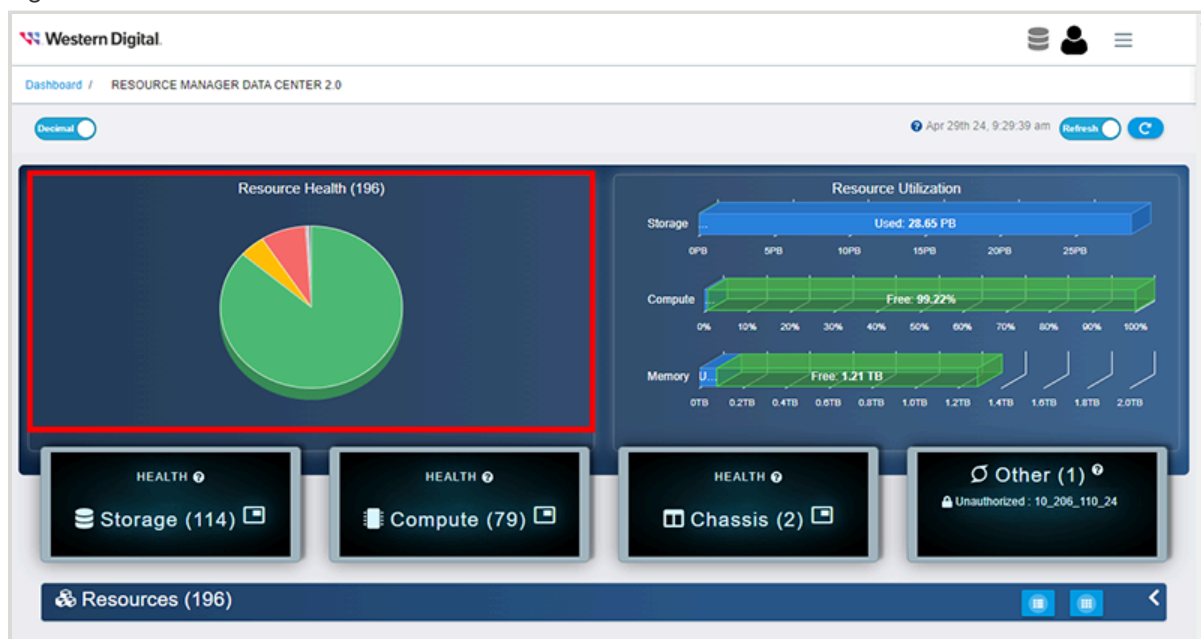 Western Digital.
Dashboard / RESOURCE MANAGER DATA CENTER 2.0
Decimal
Apr 29th 24, 9:29:39 am Refresh
Resource Health (196)
Resource Utilization
Storage ... Used: 28.65 PB
0PB 5PB 10PB 15PB 20PB 25PB
Compute ... Free: 99.22%
0% 10% 20% 30% 40% 50% 60% 70% 80% 90% 100%
Memory U... Free: 1.21 TB
0TB 0.2TB 0.4TB 0.6TB 0.8TB 1.0TB 1.2TB 1.4TB 1.6TB 1.8TB 2.0TB
HEALTH ?
Storage (114)
HEALTH ?
Compute (79)
HEALTH ?
Chassis (2)
Other (1) ?
Unauthorized : 10_206_110_24
Resources (196)